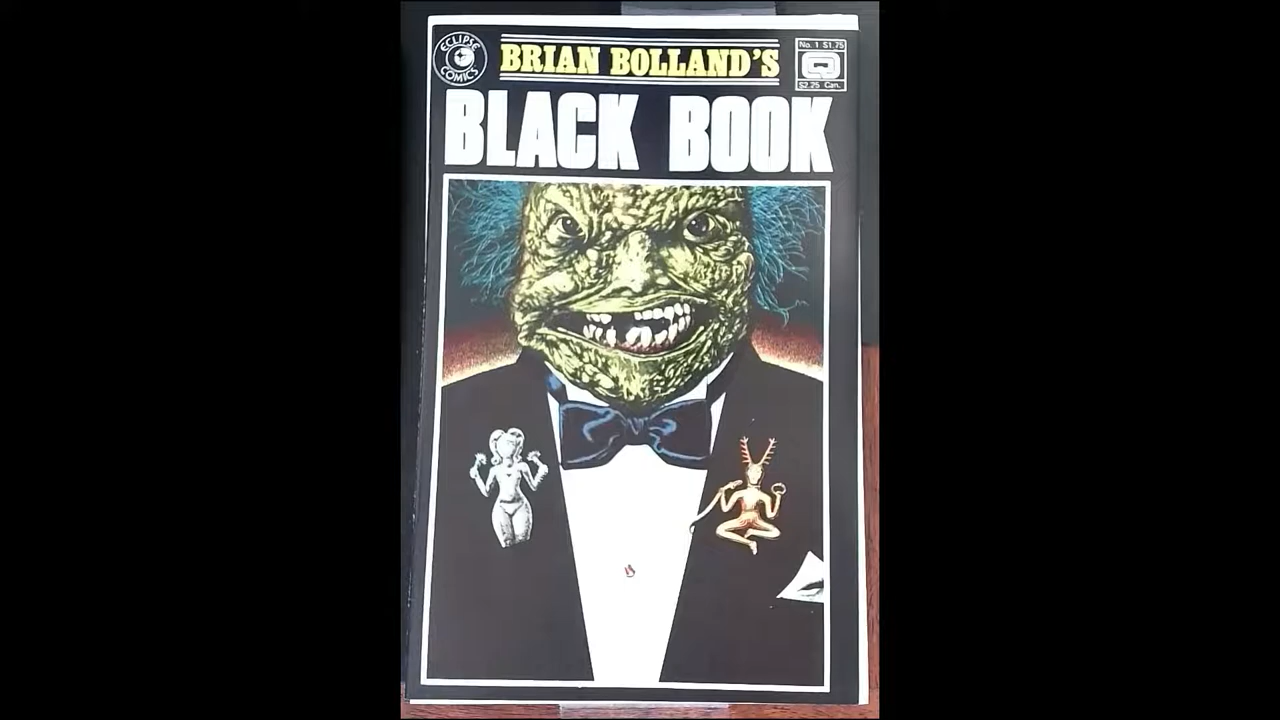 ECLIPSE
COMICS
BRIAN BOLLAND'S
No. 1 $1.75
$2.25 Can.
BLACK BOOK